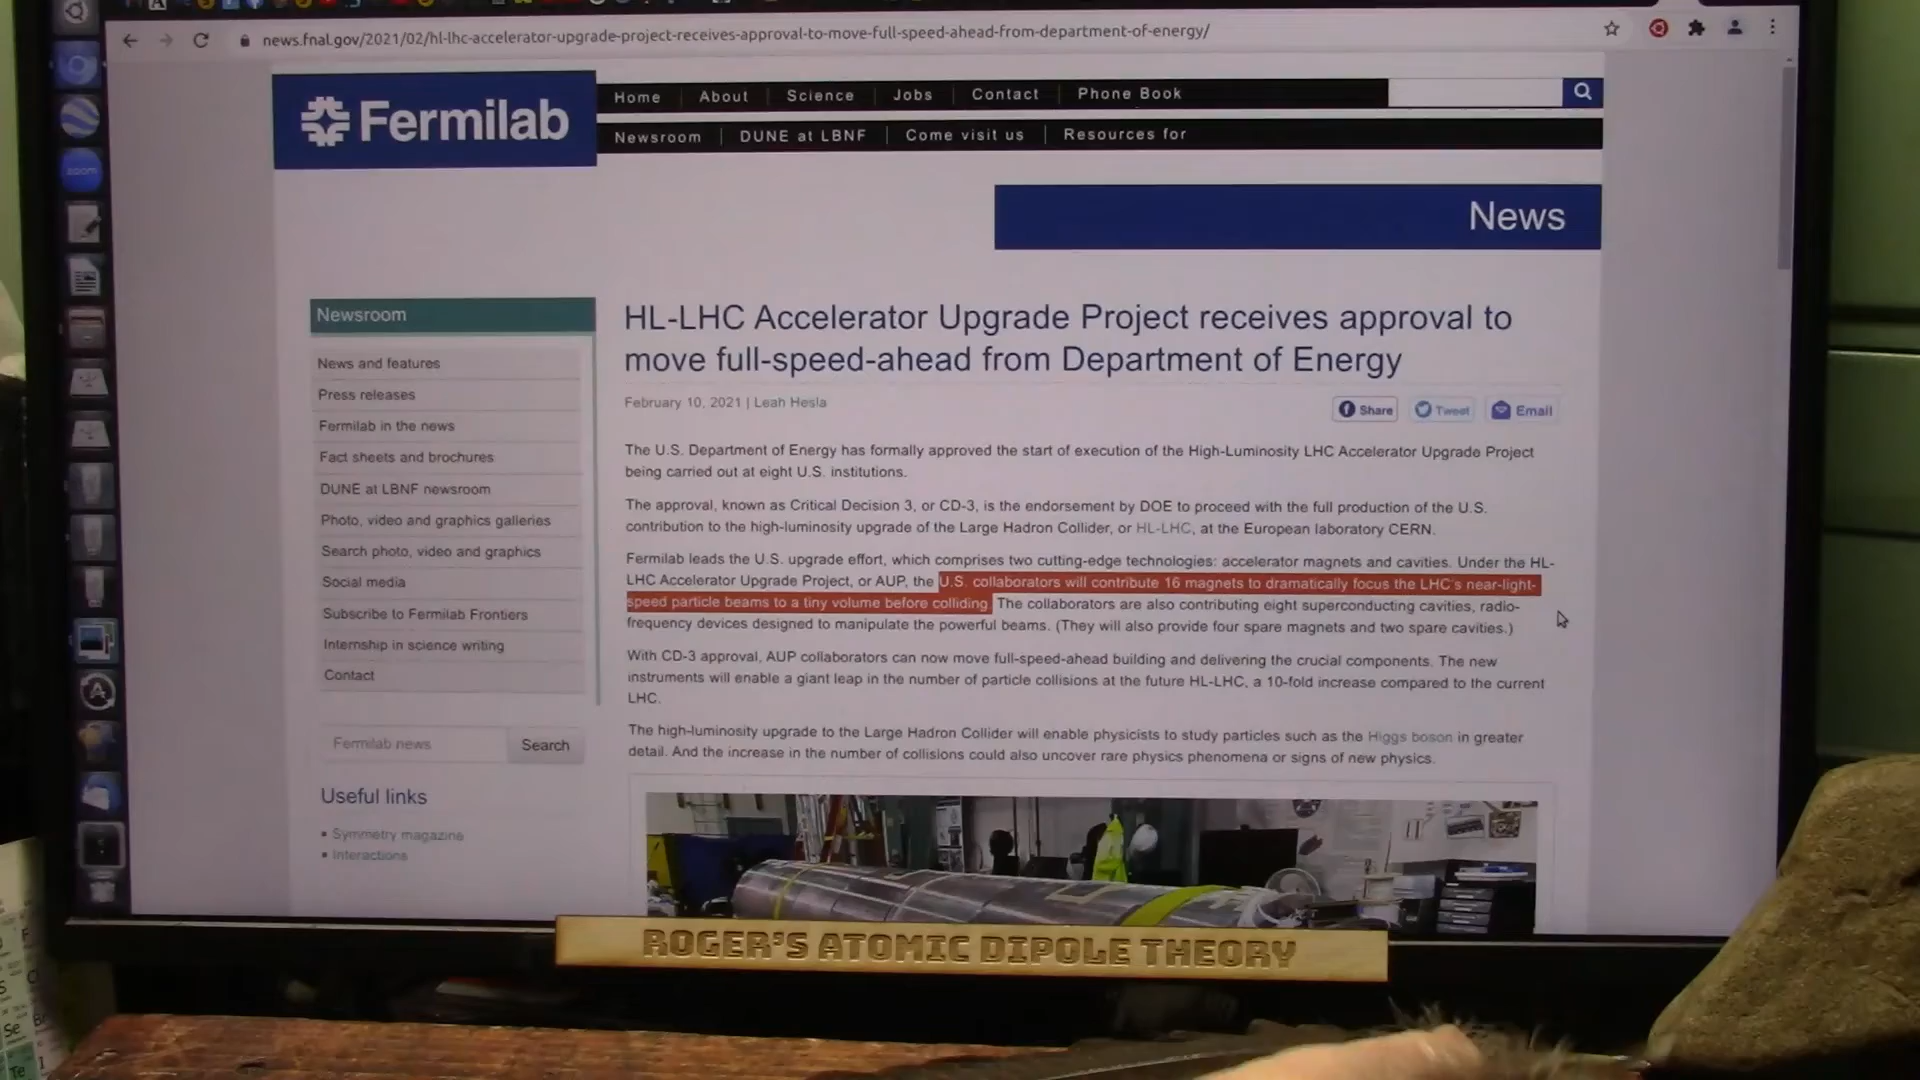 news.fnal.gov/2021/02/hl-lhc-accelerator-upgrade-project-receives-approval-to-move-full-speed-ahead-from-department-of-energy/
Fermilab
Home About Science Jobs Contact Phone Book
Newsroom DUNE at LBNF Come visit us Resources for
News
zoom
Newsroom
News and features
Press releases
Fermilab in the news
Fact sheets and brochures
DUNE at LBNF newsroom
Photo, video and graphics galleries
Search photo, video and graphics
Social media
Subscribe to Fermilab Frontiers
Internship in science writing
Contact
Fermilab news Search
Useful links
Symmetry magazine
Interactions
HL-LHC Accelerator Upgrade Project receives approval to
move full-speed-ahead from Department of Energy
February 10, 2021 | Leah Hesla
Share Tweet Email
The U.S. Department of Energy has formally approved the start of execution of the High-Luminosity LHC Accelerator Upgrade Project
being carried out at eight U.S. institutions.
The approval, known as Critical Decision 3, or CD-3, is the endorsement by DOE to proceed with the full production of the U.S.
contribution to the high-luminosity upgrade of the Large Hadron Collider, or HL-LHC, at the European laboratory CERN.
Fermilab leads the U.S. upgrade effort, which comprises two cutting-edge technologies: accelerator magnets and cavities. Under the HL-
LHC Accelerator Upgrade Project, or AUP, the U.S. collaborators will contribute 16 magnets to dramatically focus the LHC's near-light-
speed particle beams to a tiny volume before colliding. The collaborators are also contributing eight superconducting cavities, radio-
frequency devices designed to manipulate the powerful beams. (They will also provide four spare magnets and two spare cavities.)
With CD-3 approval, AUP collaborators can now move full-speed-ahead building and delivering the crucial components. The new
instruments will enable a giant leap in the number of particle collisions at the future HL-LHC, a 10-fold increase compared to the current
LHC.
The high-luminosity upgrade to the Large Hadron Collider will enable physicists to study particles such as the Higgs boson in greater
detail. And the increase in the number of collisions could also uncover rare physics phenomena or signs of new physics.
ROGER'S ATOMIC DIPOLE THEORY
Se
Te